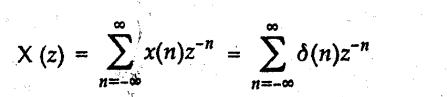 X (z) = ∑_{n=-∞}^{∞} x(n)z^{-n} = ∑_{n=-∞}^{∞} δ(n)z^{-n}